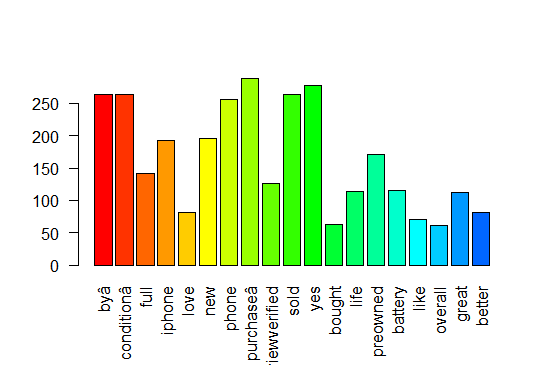 250
200
150
100
50
0
byâ
conditionâ
full
iphone
love
new
phone
purchaseâ
riewverified
sold
yes
bought
life
preowned
battery
like
overall
great
better